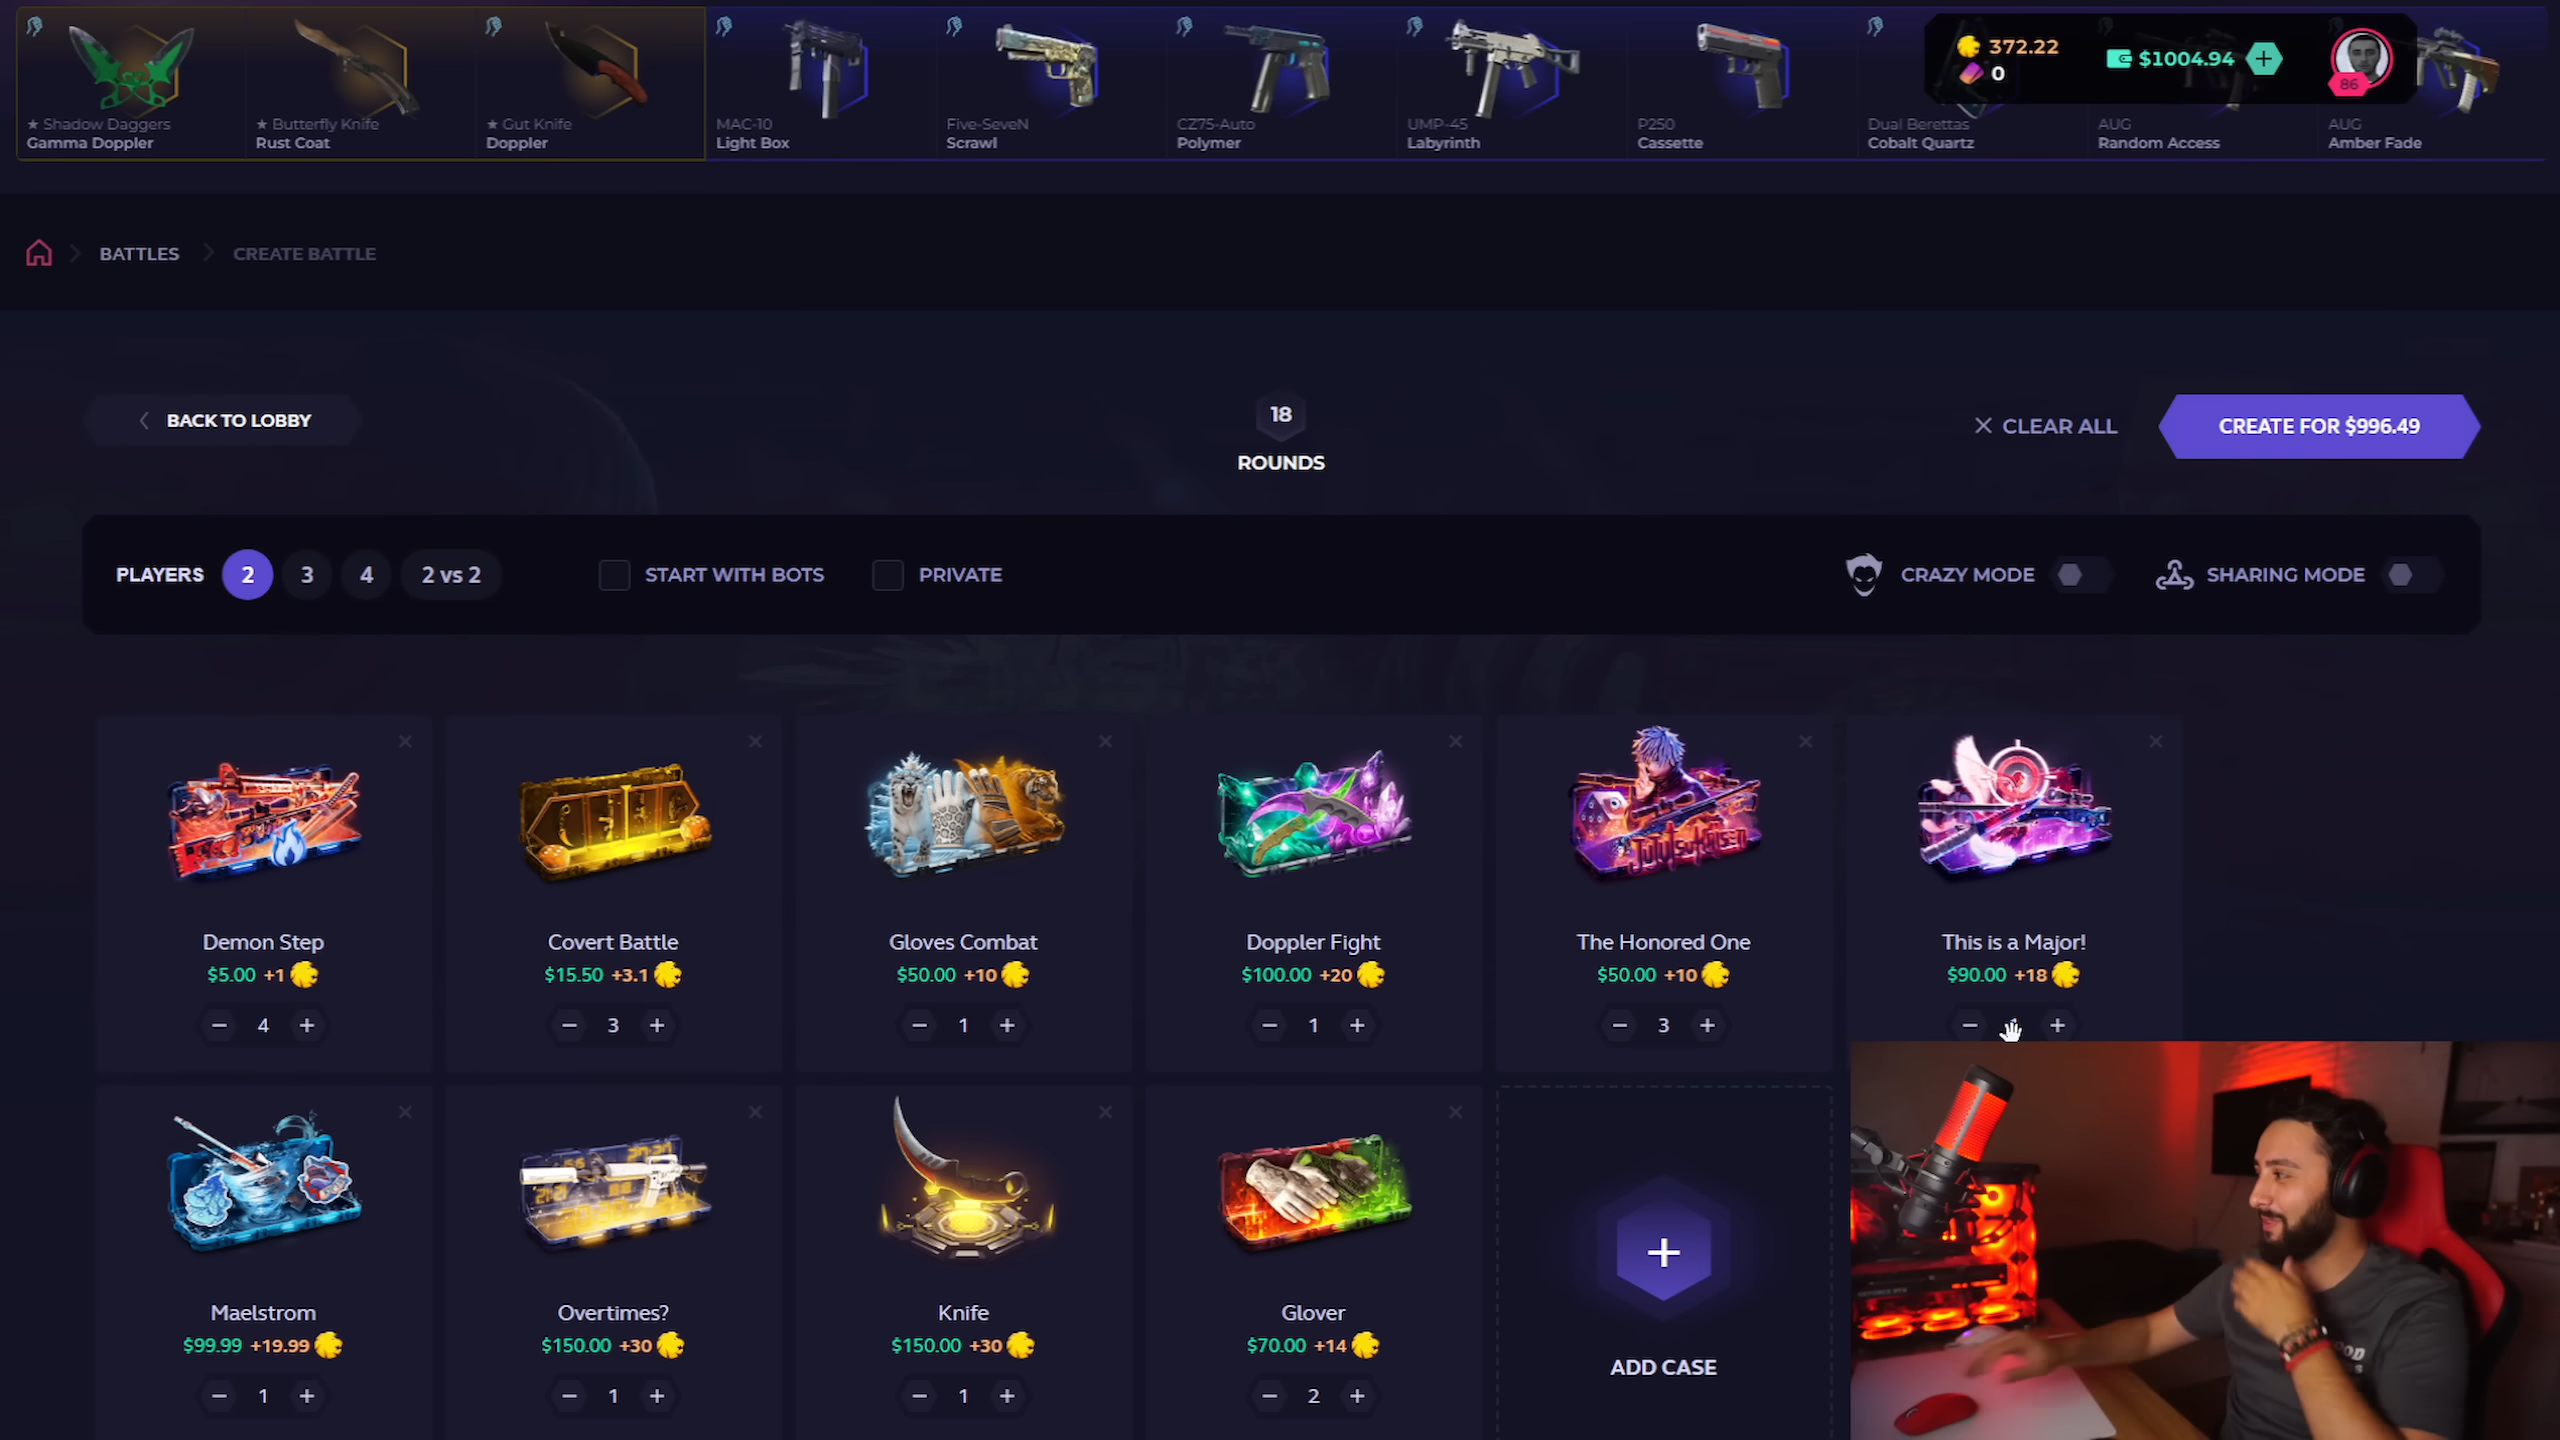 ★ Shadow Daggers
Gamma Doppler
★ Butterfly Knife
Rust Coat
★ Gut Knife
Doppler
MAC-10
Light Box
Five-SeveN
Scrawl
CZ75-Auto
Polymer
UMP-45
Labyrinth
P250
Cassette
Dual Berettas
Cobalt Quartz
AUG
Random Access
AUG
Amber Fade
372.22
0
$1004.94
86
BATTLES
CREATE BATTLE
BACK TO LOBBY
18
ROUNDS
CLEAR ALL
CREATE FOR $996.49
PLAYERS 2 3 4 2 vs 2
START WITH BOTS
PRIVATE
CRAZY MODE
SHARING MODE
Demon Step
$5.00 +1
− 4 +
Covert Battle
$15.50 +3.1
− 3 +
Gloves Combat
$50.00 +10
− 1 +
Doppler Fight
$100.00 +20
− 1 +
Jujutsu Kaisen
The Honored One
$50.00 +10
− 3 +
This is a Major!
$90.00 +18
− +
Maelstrom
$99.99 +19.99
− 1 +
Overtimes?
$150.00 +30
− 1 +
Knife
$150.00 +30
− 1 +
Glover
$70.00 +14
− 2 +
+
ADD CASE